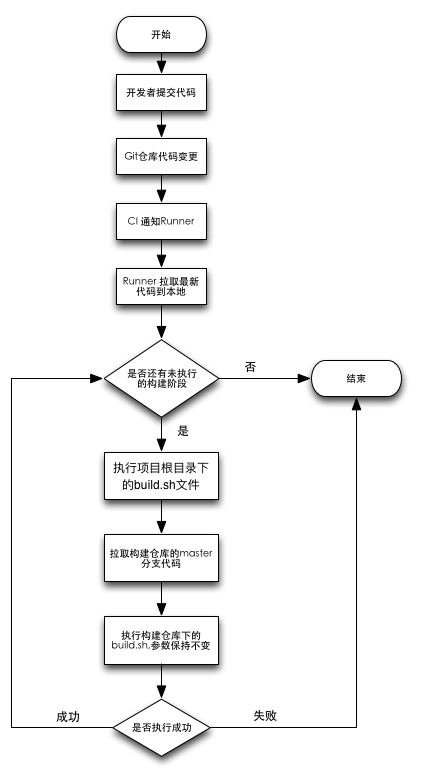 开始
开发者提交代码
Git仓库代码变更
CI 通知Runner
Runner 拉取最新
代码到本地
是否还有未执行
的构建阶段
否
结束
是
执行项目根目录下
的build.sh文件
拉取构建仓库的master
分支代码
执行构建仓库下的
build.sh,参数保持不变
成功
是否执行成功
失败